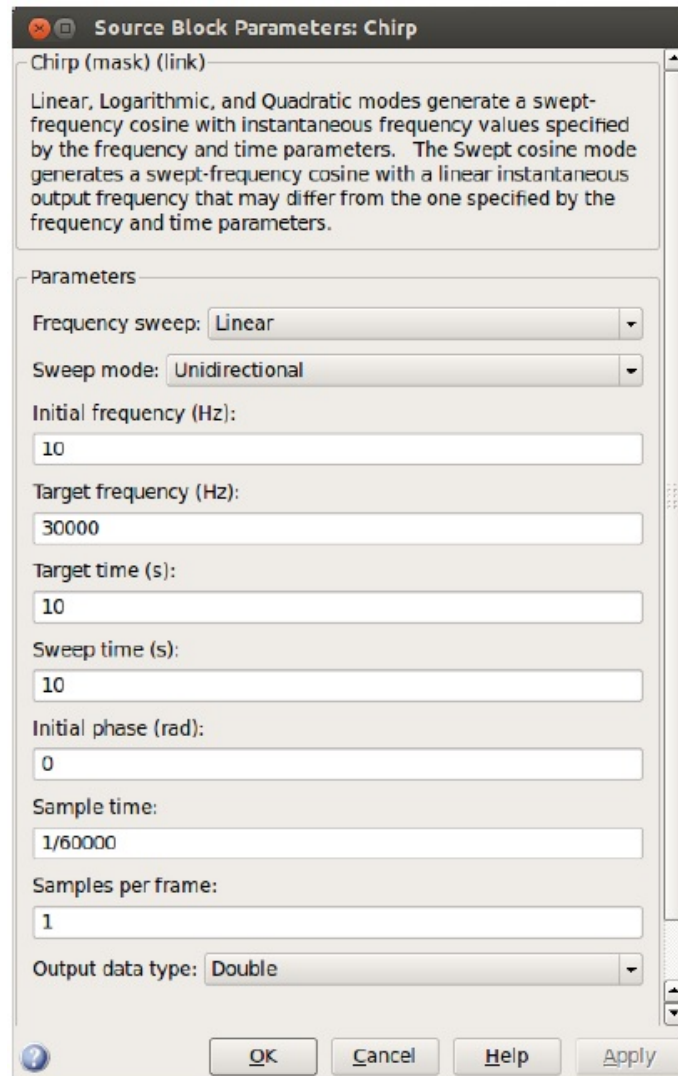 Source Block Parameters: Chirp
Chirp (mask) (link)
Linear, Logarithmic, and Quadratic modes generate a swept-
frequency cosine with instantaneous frequency values specified
by the frequency and time parameters.   The Swept cosine mode
generates a swept-frequency cosine with a linear instantaneous
output frequency that may differ from the one specified by the
frequency and time parameters.
Parameters
Frequency sweep: Linear
Sweep mode: Unidirectional
Initial frequency (Hz):
10
Target frequency (Hz):
30000
Target time (s):
10
Sweep time (s):
10
Initial phase (rad):
0
Sample time:
1/60000
Samples per frame:
1
Output data type: Double
? OK Cancel Help Apply